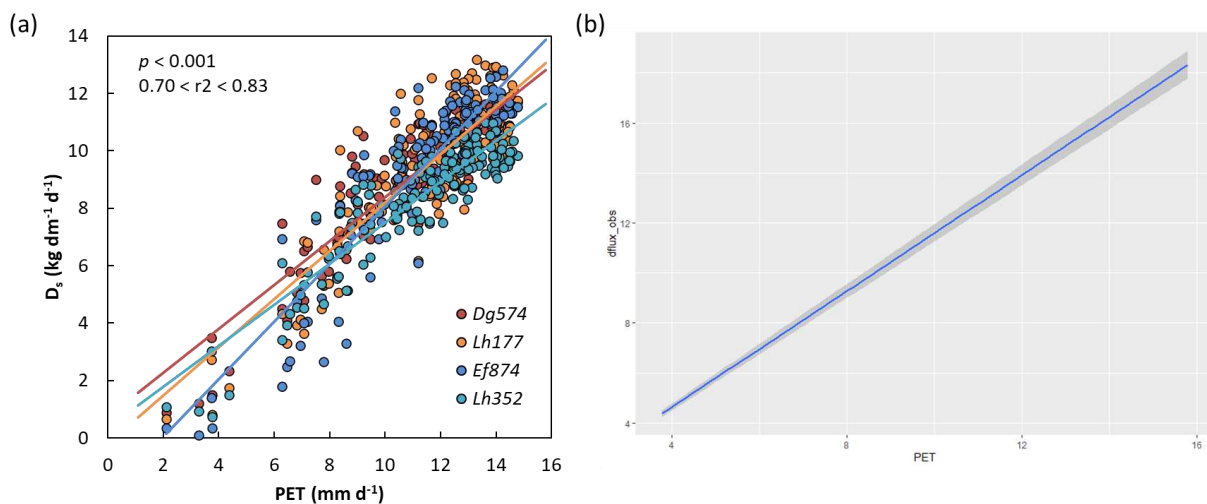 (a)
14
12
10
8
6
4
2
0
p < 0.001
0.70 < r2 < 0.83
Dg574
Lh177
Ef874
Lh352
0 2 4 6 8 10 12 14 16
PET (mm d⁻¹)
Dₛ (kg dm⁻¹ d⁻¹)
(b)
16
12
8
4
4 8 12 16
PET
dflux_obs